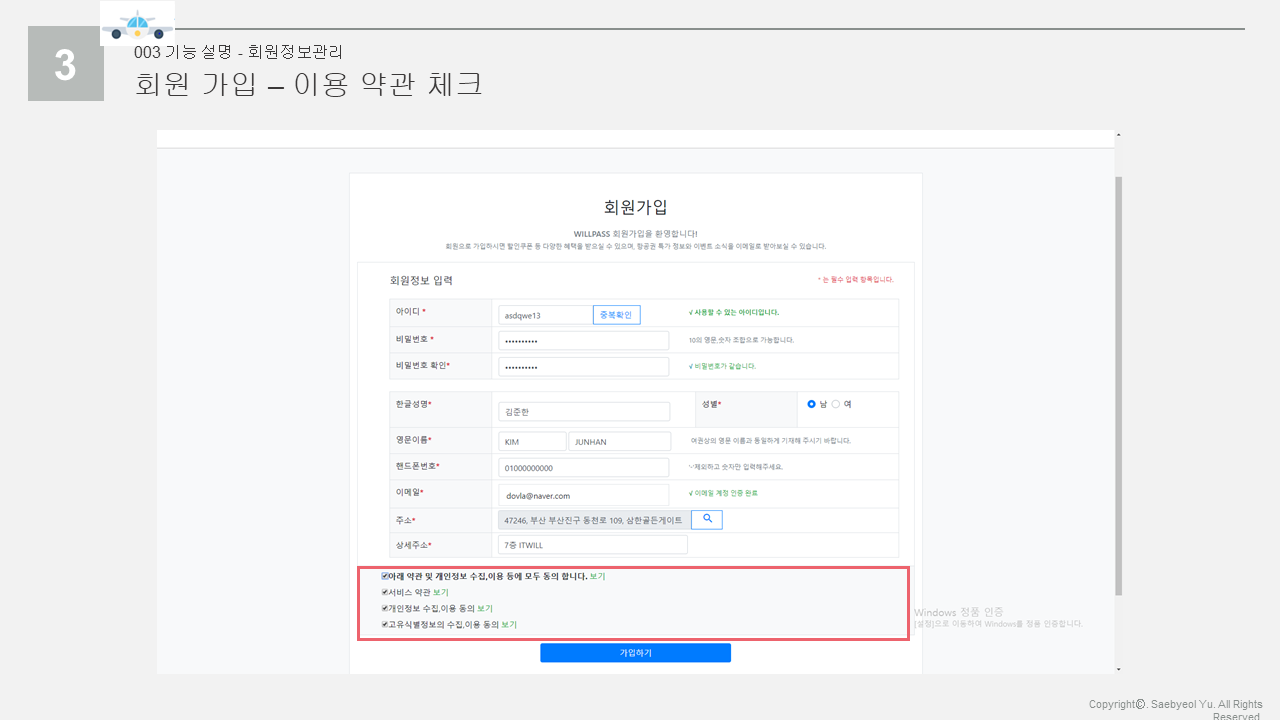 3
003 기능 설명 - 회원정보관리
회원 가입 – 이용 약관 체크
회원가입
WILLPASS 회원가입을 환영합니다!
회원으로 가입하시면 할인쿠폰 등 다양한 혜택을 받으실 수 있으며, 항공권 특가 정보와 이벤트 소식을 이메일로 받아보실 수 있습니다.
회원정보 입력 * 는 필수 입력 항목입니다.
아이디 * asdqwe13 중복확인 √ 사용할 수 있는 아이디입니다.
비밀번호 * •••••••••• 10의 영문,숫자 조합으로 가능합니다.
비밀번호 확인* •••••••••• √ 비밀번호가 같습니다.
한글성명* 김준한 성별* 남 여
영문이름* KIM JUNHAN 여권상의 영문 이름과 동일하게 기재해 주시기 바랍니다.
핸드폰번호* 01000000000 '-'제외하고 숫자만 입력해주세요.
이메일* dovla@naver.com √ 이메일 계정 인증 완료
주소* 47246, 부산 부산진구 동천로 109, 삼한골든게이트
상세주소* 7층 ITWILL
아래 약관 및 개인정보 수집,이용 등에 모두 동의 합니다. 보기
서비스 약관 보기
개인정보 수집,이용 동의 보기
고유식별정보의 수집,이용 동의 보기
가입하기
Windows 정품 인증
[설정]으로 이동하여 Windows를 정품 인증합니다.
Copyright©. Saebyeol Yu. All Rights
Reserved.